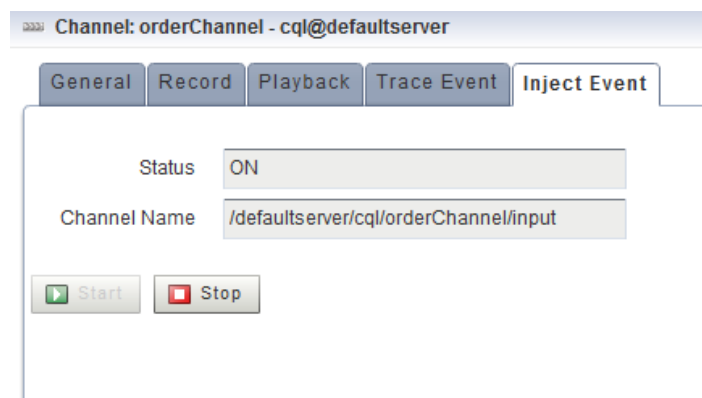 Channel: orderChannel - cql@defaultserver
General Record Playback Trace Event Inject Event
Status ON
Channel Name /defaultserver/cql/orderChannel/input
Start Stop